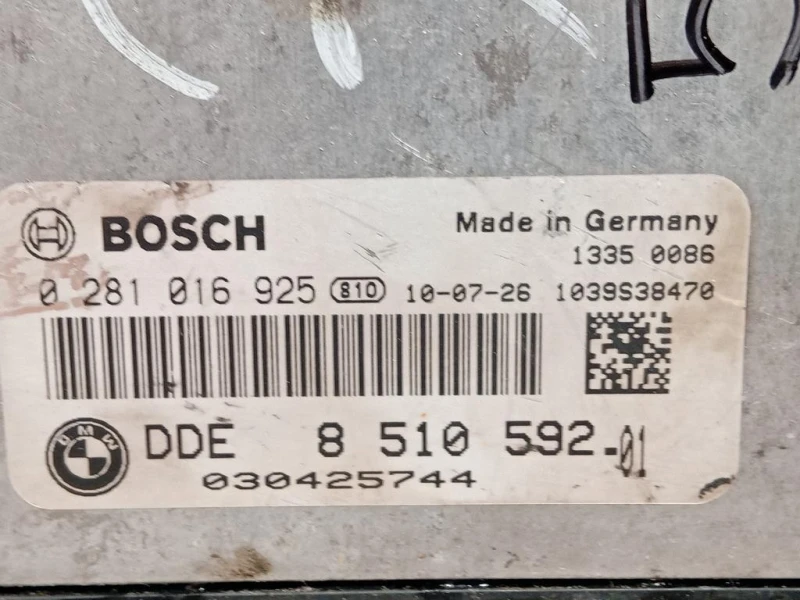 BOSCH
Made in Germany
1335 0086
0 281 016 925 810 10-07-26 1039S38470
BMW
DDE 8 510 592-01
030425744